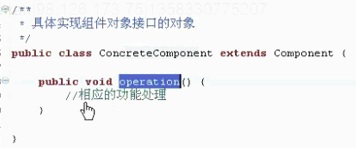 /**
* 具体实现组件对象接口的对象
*/
public class ConcreteComponent extends Component {
public void operation() {
//相应的功能处理
}
}